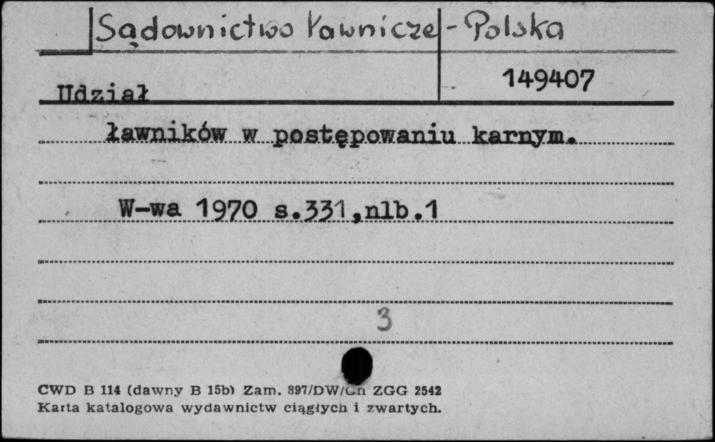 Sądownictwo ławnicze - Polska
149407
Udział
ławników w postępowaniu karnym.
W-wa 1970 s.331,nlb.1
3
CWD B 114 (dawny B 15b) Zam. 897/DW/Gn ZGG 2542
Karta katalogowa wydawnictw ciągłych i zwartych.